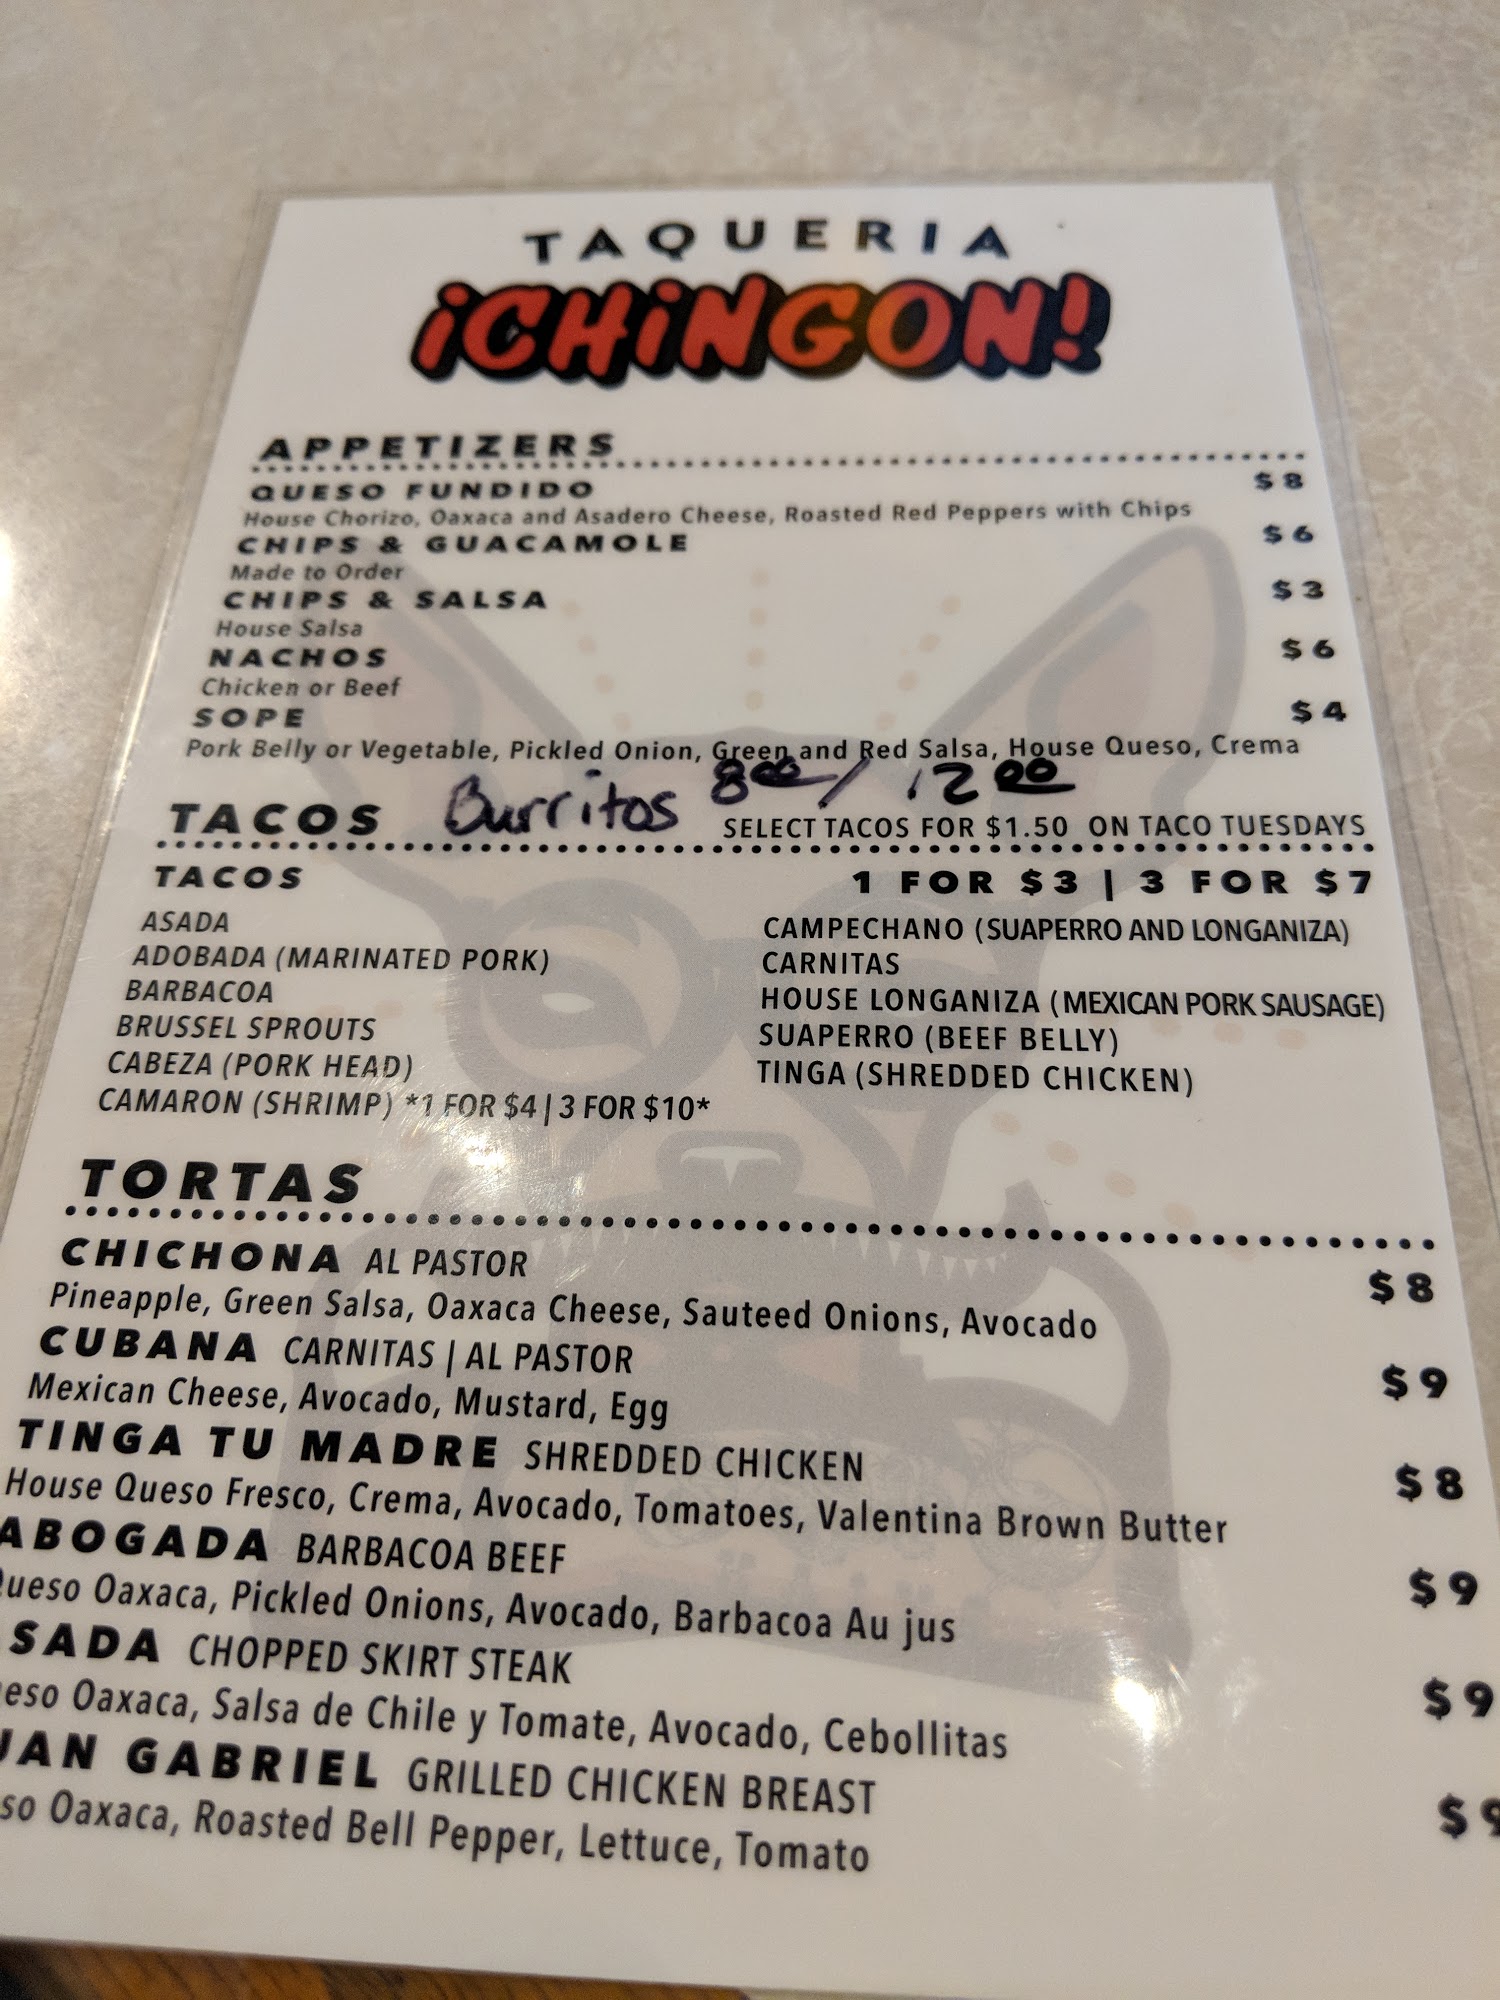 TAQUERIA
¡CHiNGON!
APPETIZERS
QUESO FUNDIDO $8
House Chorizo, Oaxaca and Asadero Cheese, Roasted Red Peppers with Chips
CHIPS & GUACAMOLE $6
Made to Order
CHIPS & SALSA $3
House Salsa
NACHOS $6
Chicken or Beef
SOPE $4
Pork Belly or Vegetable, Pickled Onion, Green and Red Salsa, House Queso, Crema
Burritos 800/ 12 00
TACOS SELECT TACOS FOR $1.50 ON TACO TUESDAYS
TACOS 1 FOR $3 | 3 FOR $7
ASADA
ADOBADA (MARINATED PORK)
BARBACOA
BRUSSEL SPROUTS
CABEZA (PORK HEAD)
CAMARON (SHRIMP) *1 FOR $4 | 3 FOR $10*
CAMPECHANO (SUAPERRO AND LONGANIZA)
CARNITAS
HOUSE LONGANIZA (MEXICAN PORK SAUSAGE)
SUAPERRO (BEEF BELLY)
TINGA (SHREDDED CHICKEN)
TORTAS
CHICHONA AL PASTOR $8
Pineapple, Green Salsa, Oaxaca Cheese, Sauteed Onions, Avocado
CUBANA CARNITAS | AL PASTOR $9
Mexican Cheese, Avocado, Mustard, Egg
TINGA TU MADRE SHREDDED CHICKEN $8
House Queso Fresco, Crema, Avocado, Tomatoes, Valentina Brown Butter
ABOGADA BARBACOA BEEF $9
ueso Oaxaca, Pickled Onions, Avocado, Barbacoa Au jus
SADA CHOPPED SKIRT STEAK $9
eso Oaxaca, Salsa de Chile y Tomate, Avocado, Cebollitas
UAN GABRIEL GRILLED CHICKEN BREAST $9
so Oaxaca, Roasted Bell Pepper, Lettuce, Tomato